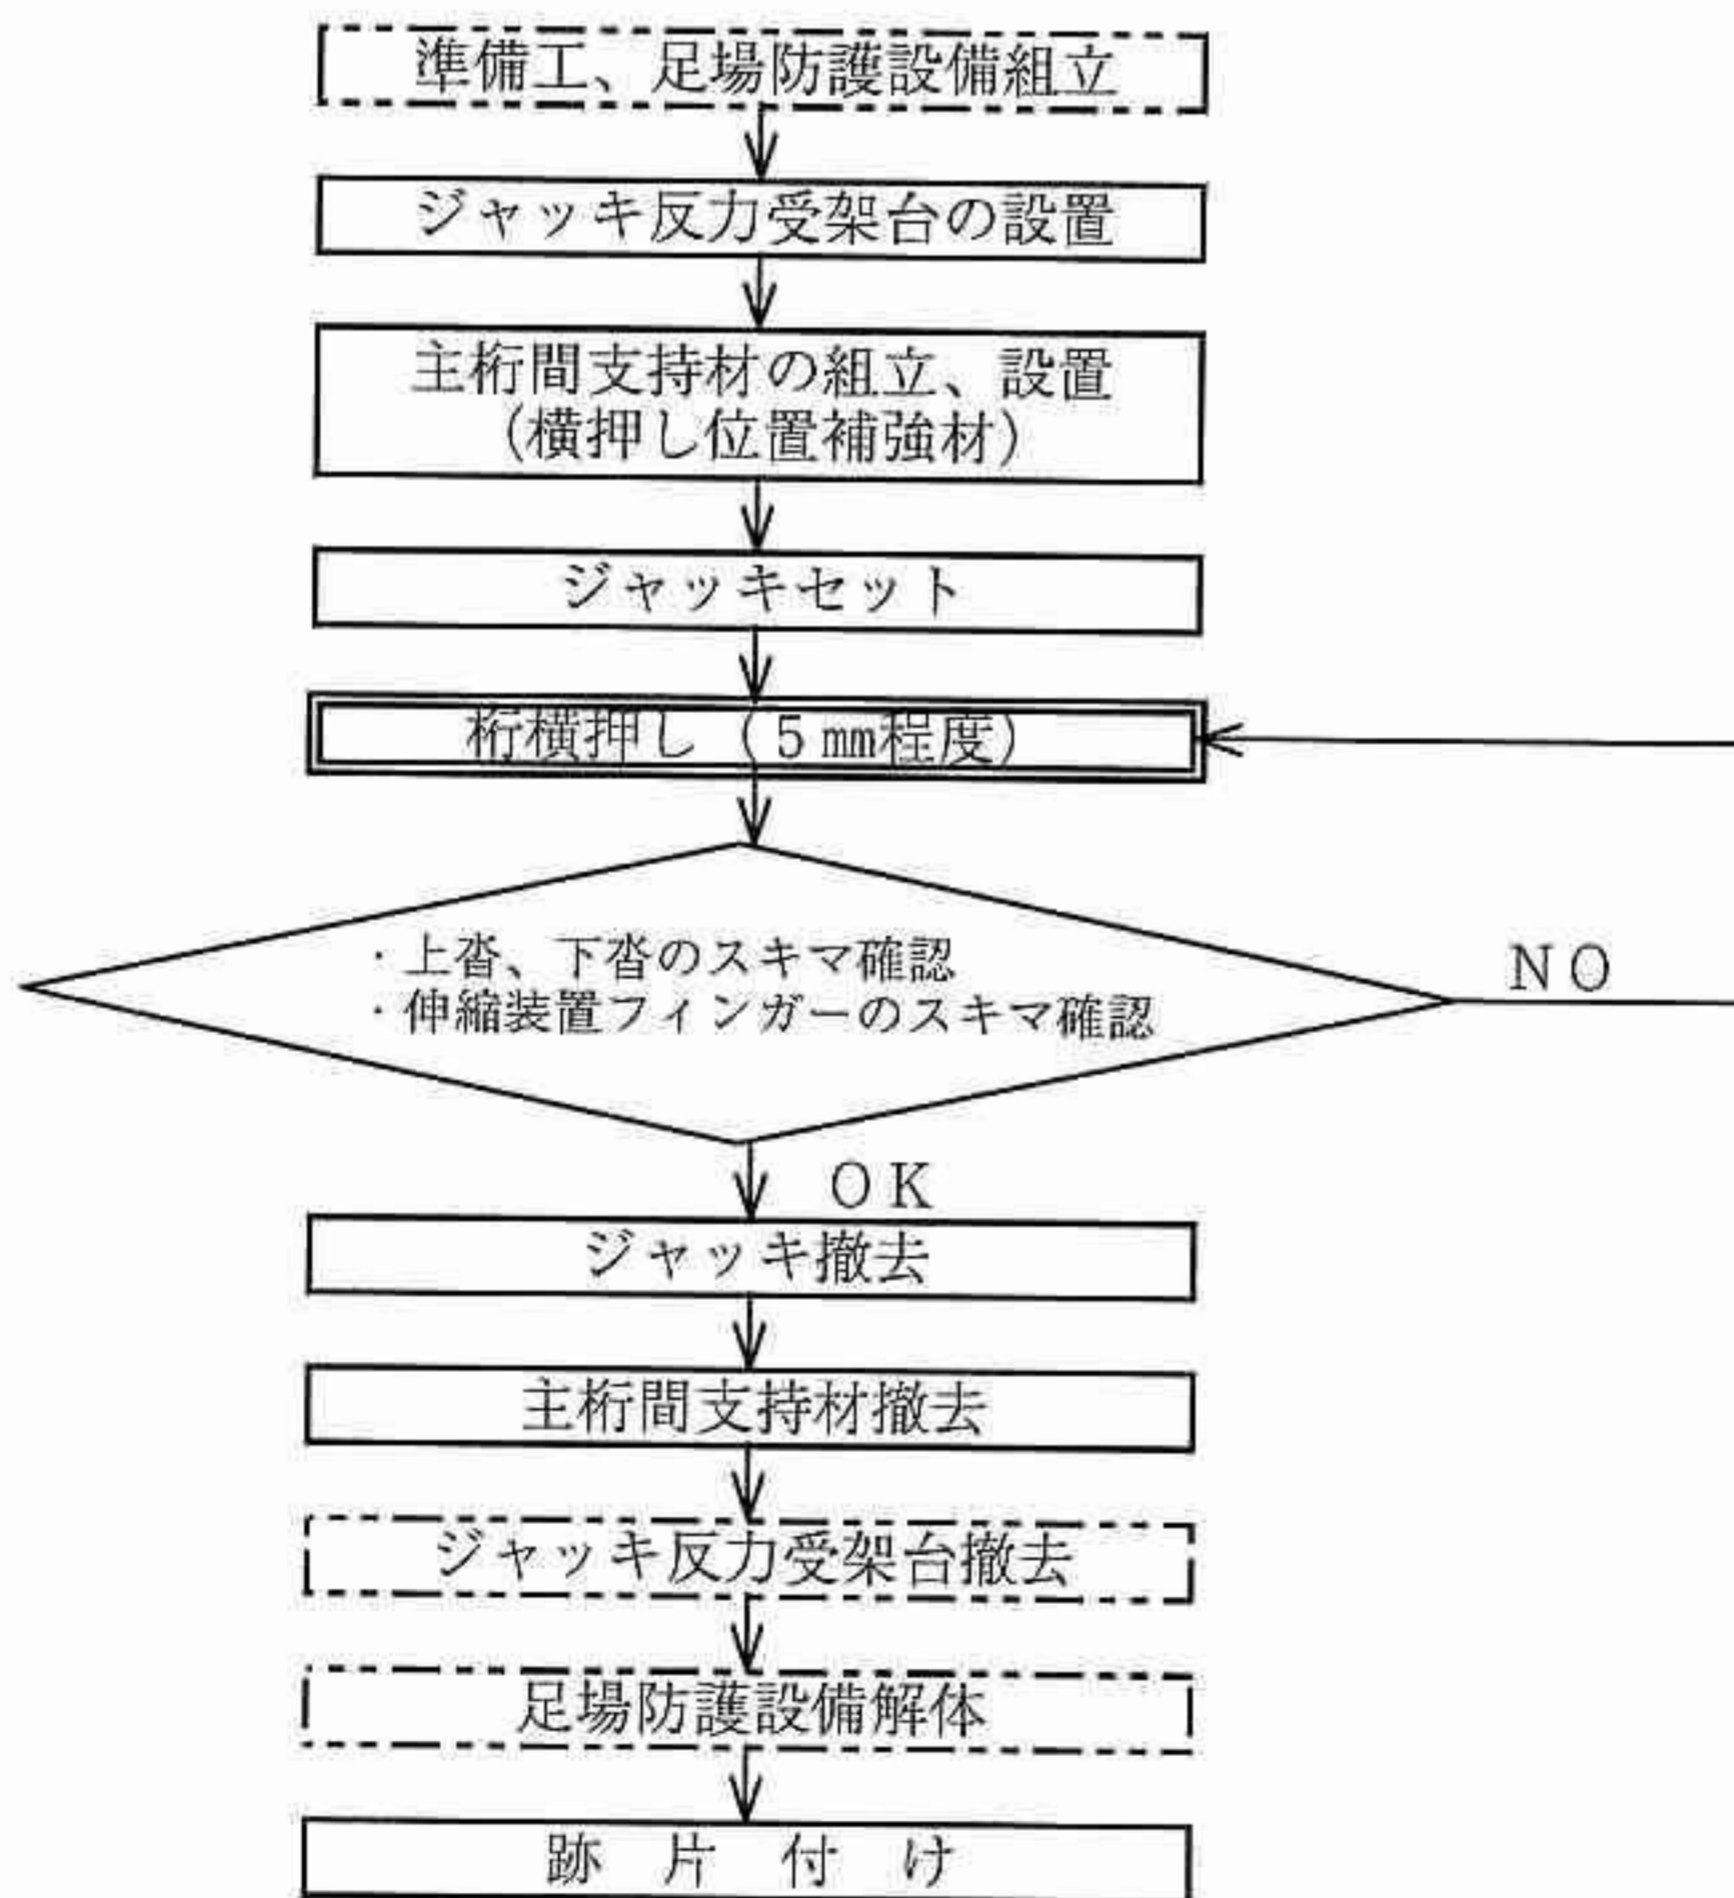 準備工、足場防護設備組立
ジャッキ反力受架台の設置
主桁間支持材の組立、設置
（横押し位置補強材）
ジャッキセット
桁横押し（５㎜程度）
・上沓、下沓のスキマ確認
・伸縮装置フィンガーのスキマ確認
ＮＯ
ＯＫ
ジャッキ撤去
主桁間支持材撤去
ジャッキ反力受架台撤去
足場防護設備解体
跡　片　付　け